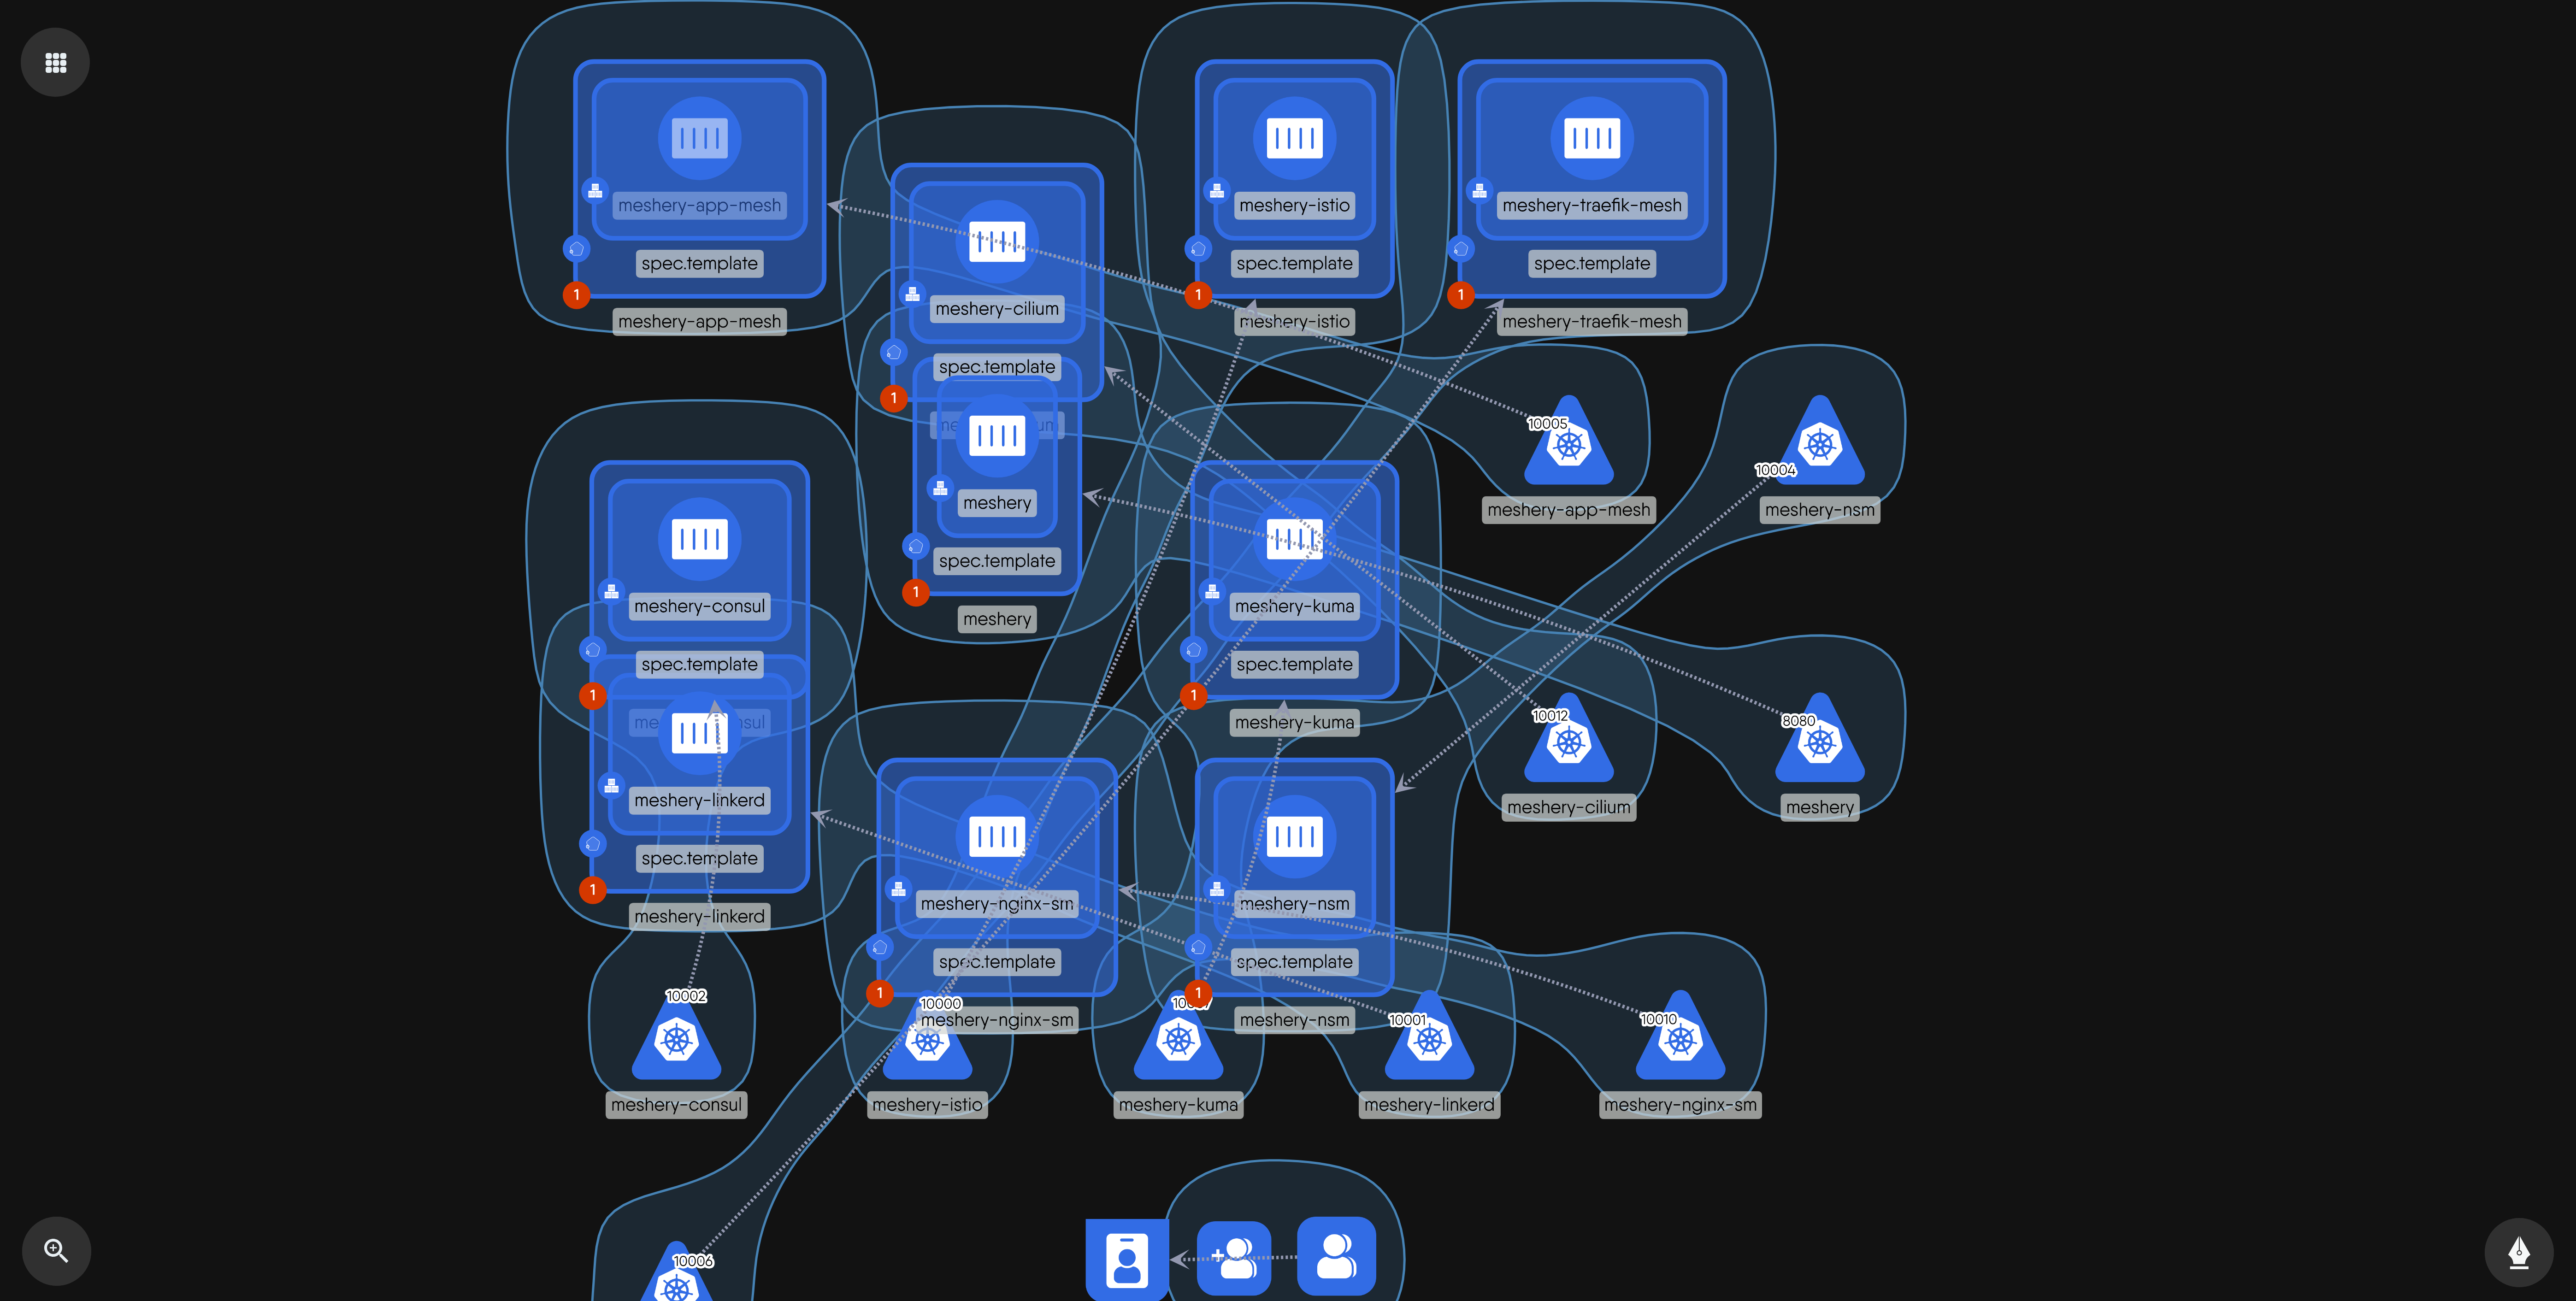 meshery-app-mesh
spec.template
1
meshery-app-mesh
meshery-cilium
spec.template
1
meshery-istio
spec.template
1
meshery-istio
meshery-traefik-mesh
spec.template
1
meshery-traefik-mesh
meshery
spec.template
1
meshery
10005
meshery-app-mesh
10004
meshery-nsm
meshery-consul
spec.template
1
meshery-linkerd
spec.template
1
meshery-linkerd
meshery-kuma
spec.template
1
meshery-kuma
10012
meshery-cilium
8080
meshery
meshery-nginx-sm
spec.template
1
meshery-nginx-sm
meshery-nsm
spec.template
1
meshery-nsm
10002
meshery-consul
10000
meshery-istio
meshery-kuma
10001
meshery-linkerd
10010
meshery-nginx-sm
10006